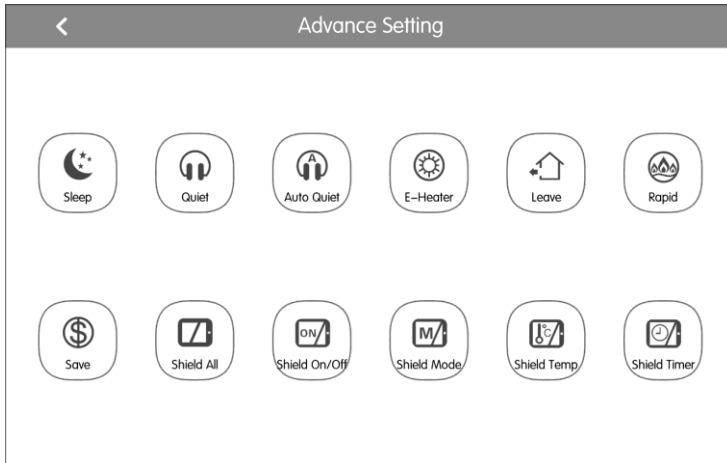 Advance Setting
A
Sleep
Quiet
Auto Quiet
E-Heater
Leave
Rapid
$
ON
M
°C
Save
Shield All
Shield On/Off
Shield Mode
Shield Temp
Shield Timer